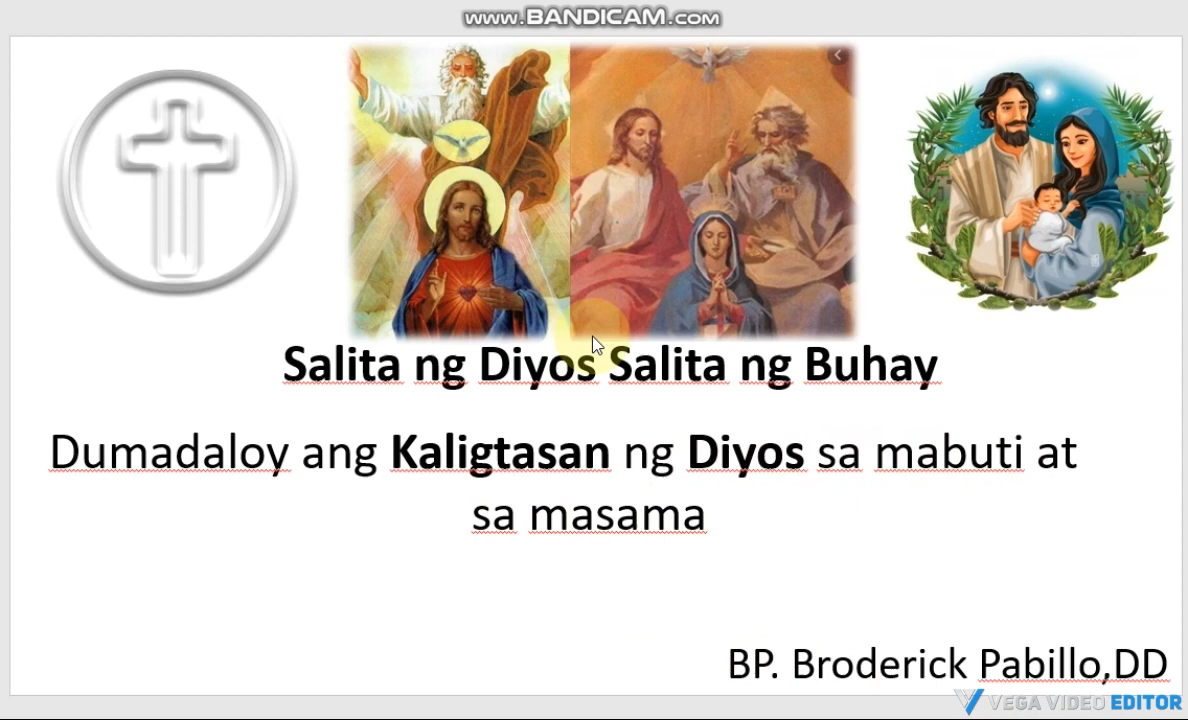 www.BANDICAM.com
Salita ng Diyos Salita ng Buhay
Dumadaloy ang Kaligtasan ng Diyos sa mabuti at
sa masama
BP. Broderick Pabillo,DD
VEGA VIDEO EDITOR